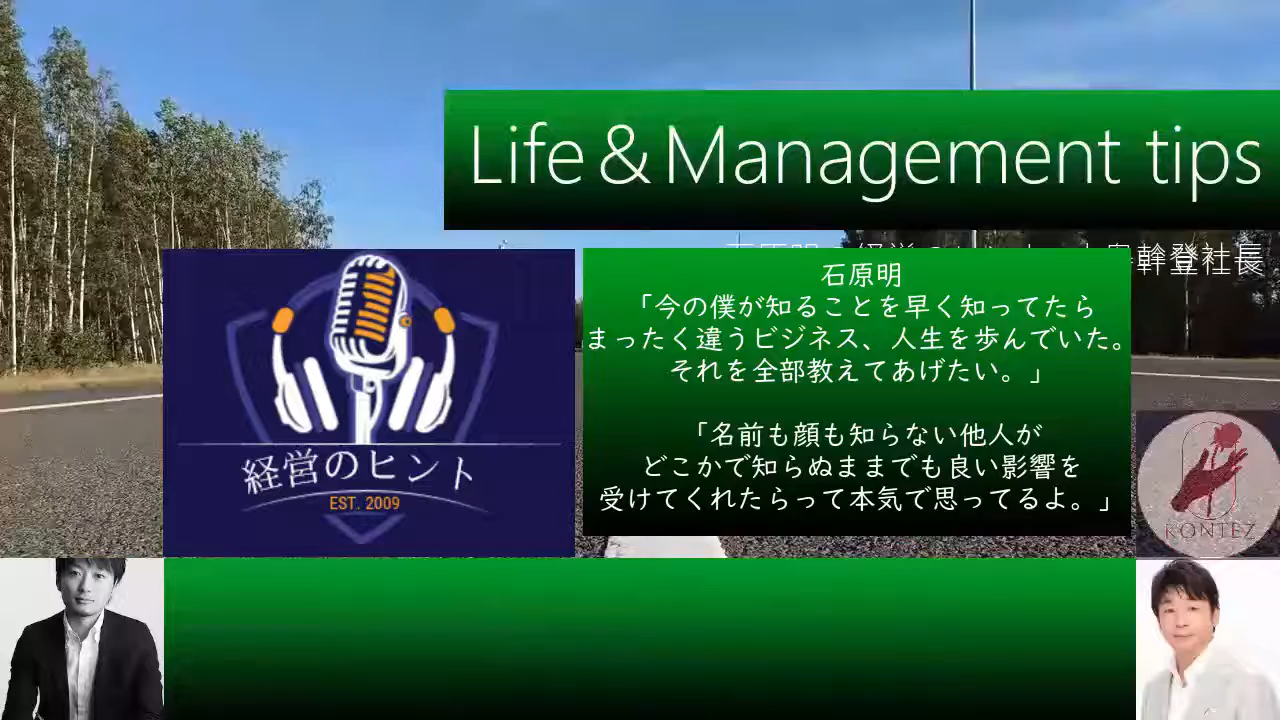 Life＆Management tips
幹登社長
石原明
「今の僕が知ることを早く知ってたら
まったく違うビジネス、人生を歩んでいた。
それを全部教えてあげたい。」
「名前も顔も知らない他人が
どこかで知らぬままでも良い影響を
受けてくれたらって本気で思ってるよ。」
経営のヒント
EST. 2009
KONTEZ